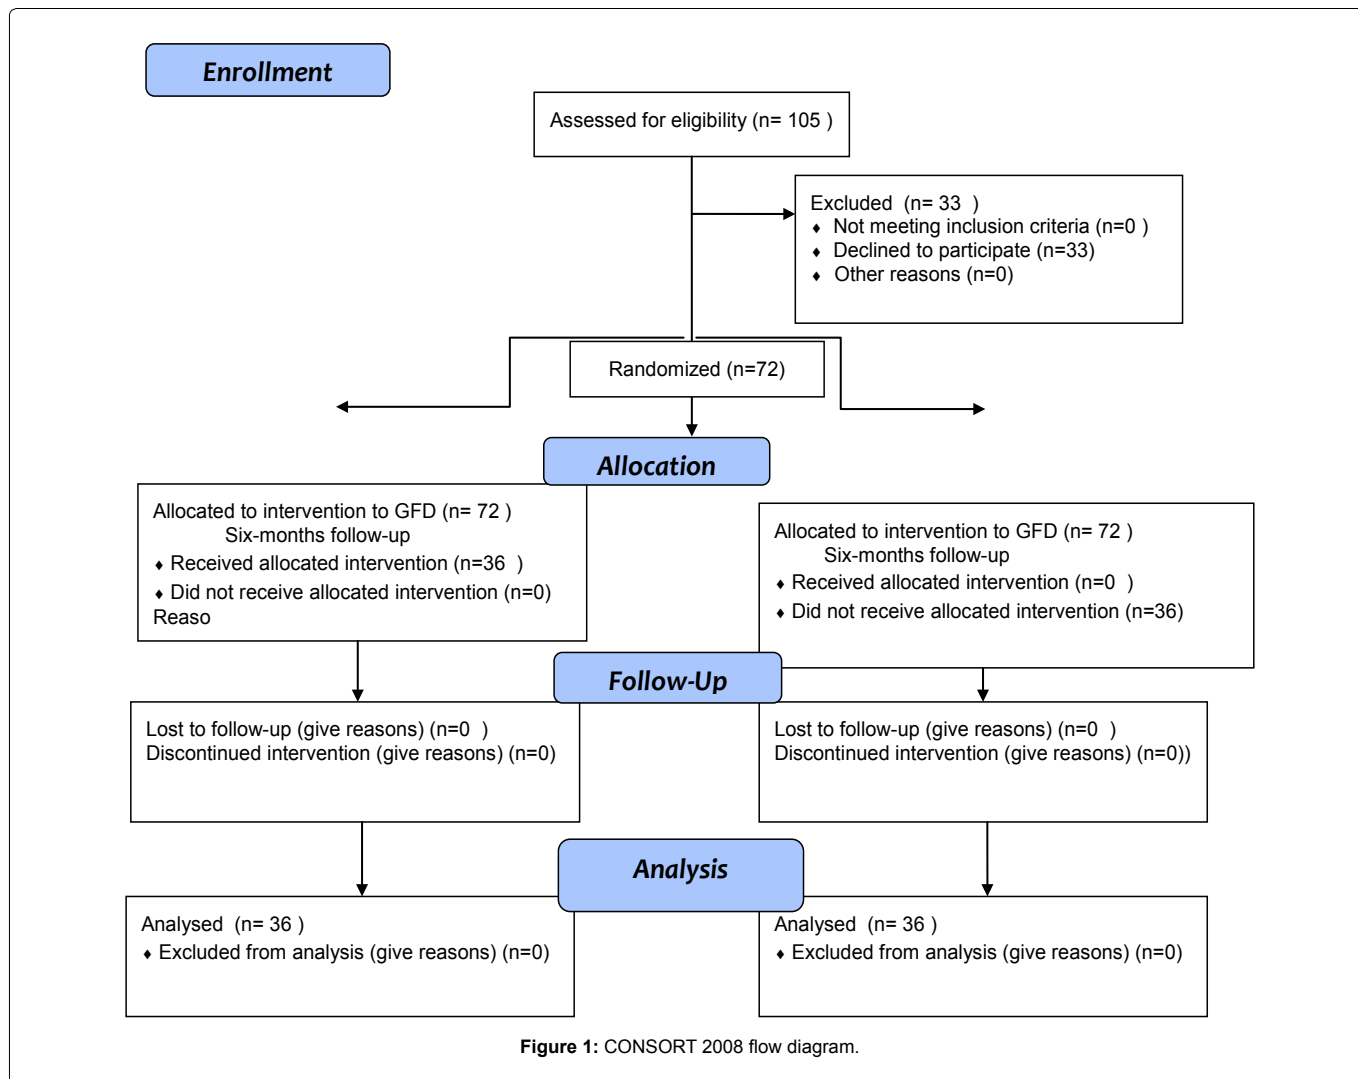 Enrollment
Assessed for eligibility (n= 105 )
Excluded (n= 33 )
♦ Not meeting inclusion criteria (n=0 )
♦ Declined to participate (n=33)
♦ Other reasons (n=0)
Randomized (n=72)
Allocation
Allocated to intervention to GFD (n= 72 )
Six-months follow-up
♦ Received allocated intervention (n=36 )
♦ Did not receive allocated intervention (n=0)
Reaso
Allocated to intervention to GFD (n= 72 )
Six-months follow-up
♦ Received allocated intervention (n=0 )
♦ Did not receive allocated intervention (n=36)
Follow-Up
Lost to follow-up (give reasons) (n=0 )
Discontinued intervention (give reasons) (n=0)
Lost to follow-up (give reasons) (n=0 )
Discontinued intervention (give reasons) (n=0))
Analysis
Analysed (n= 36 )
♦ Excluded from analysis (give reasons) (n=0)
Analysed (n= 36 )
♦ Excluded from analysis (give reasons) (n=0)
Figure 1: CONSORT 2008 flow diagram.